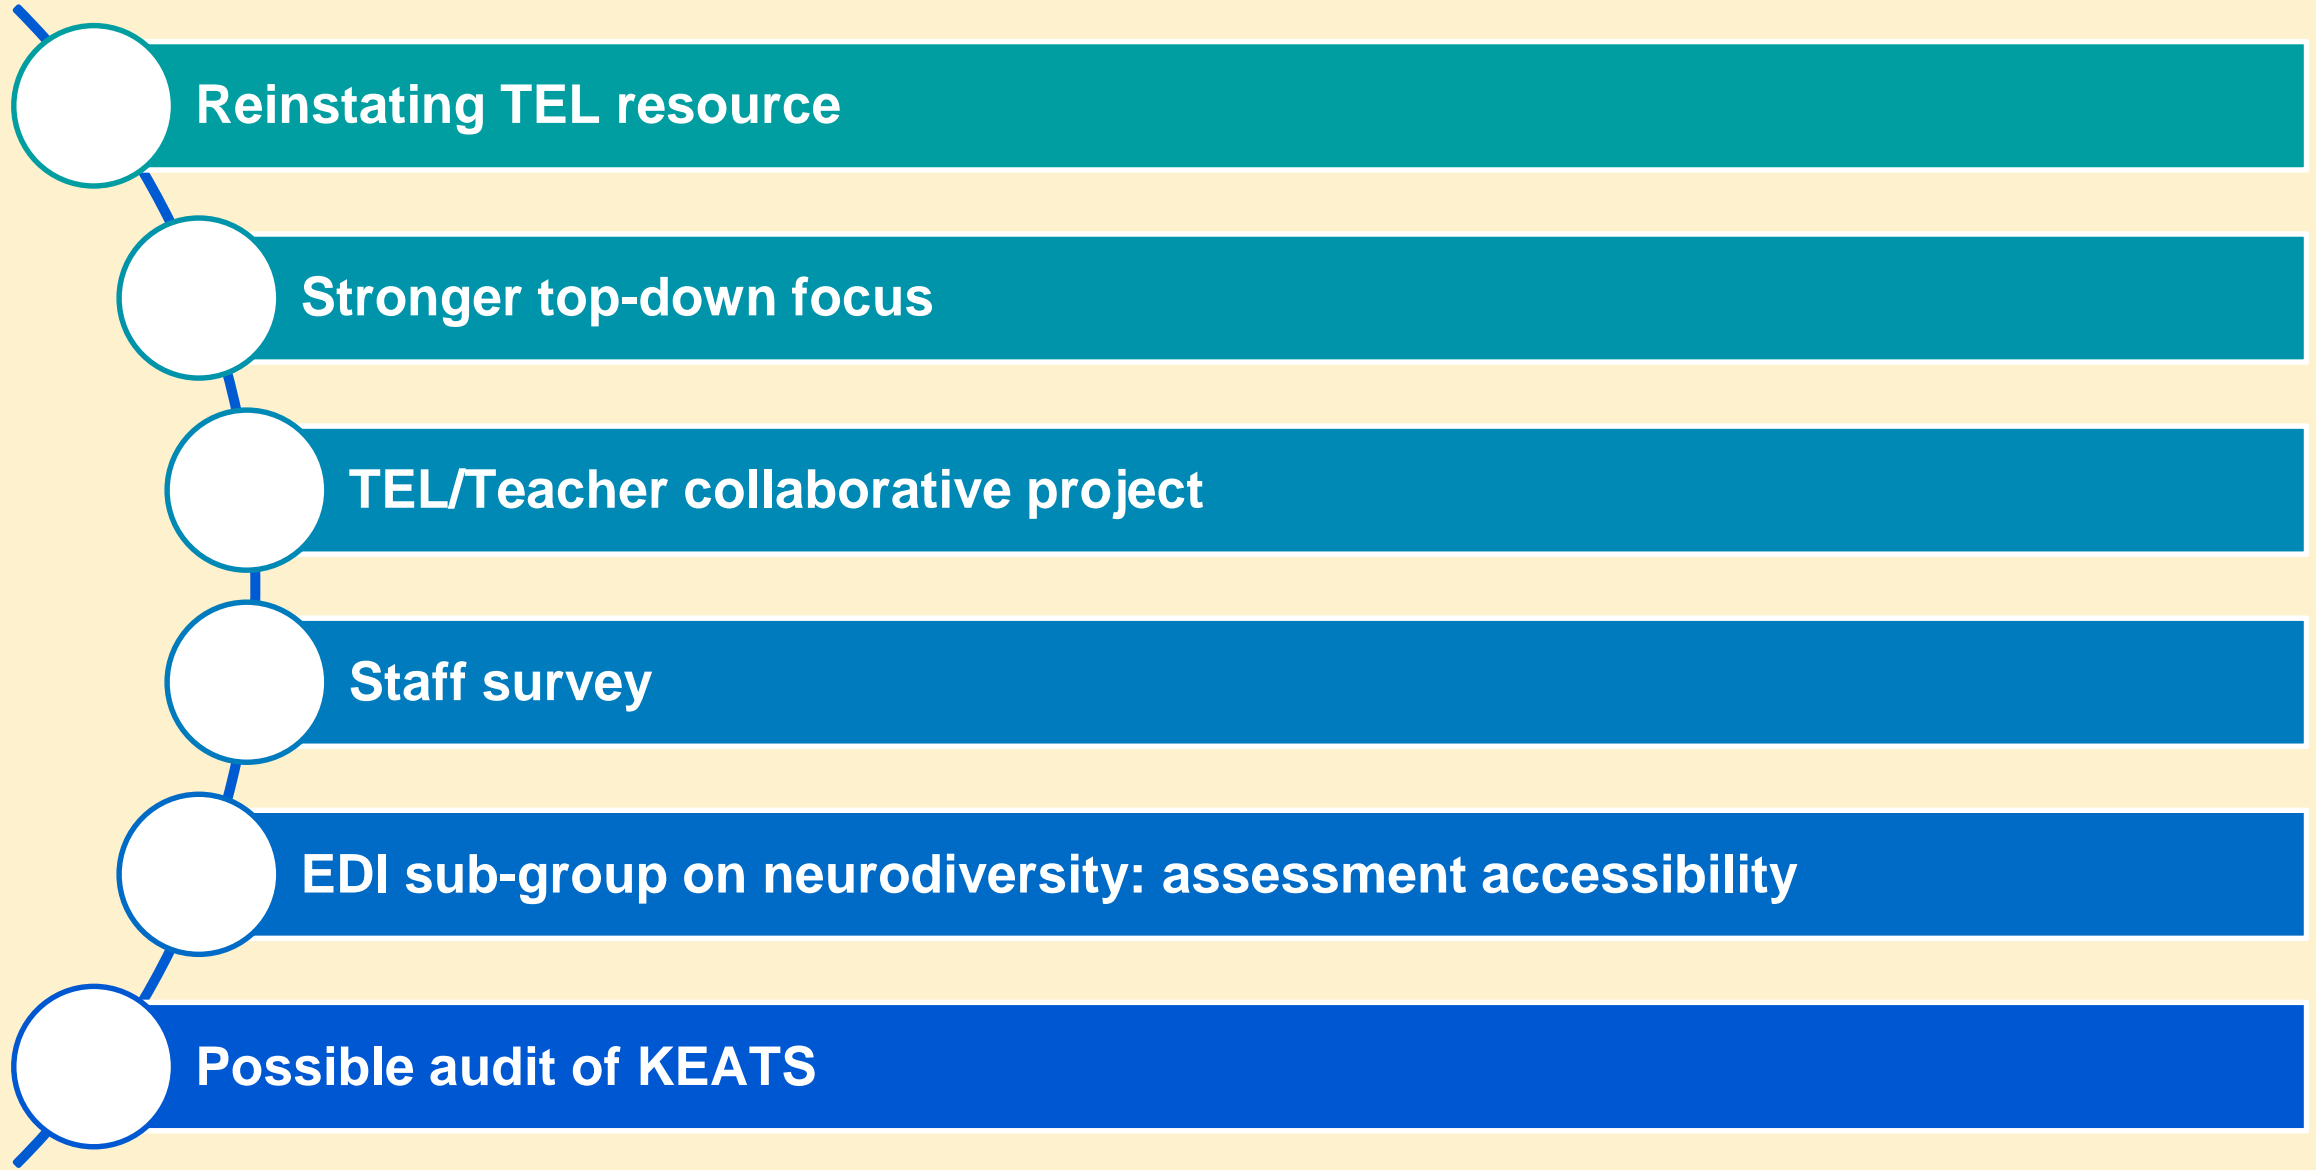 Reinstating TEL resource
Stronger top-down focus
TEL/Teacher collaborative project
Staff survey
EDI sub-group on neurodiversity: assessment accessibility
Possible audit of KEATS